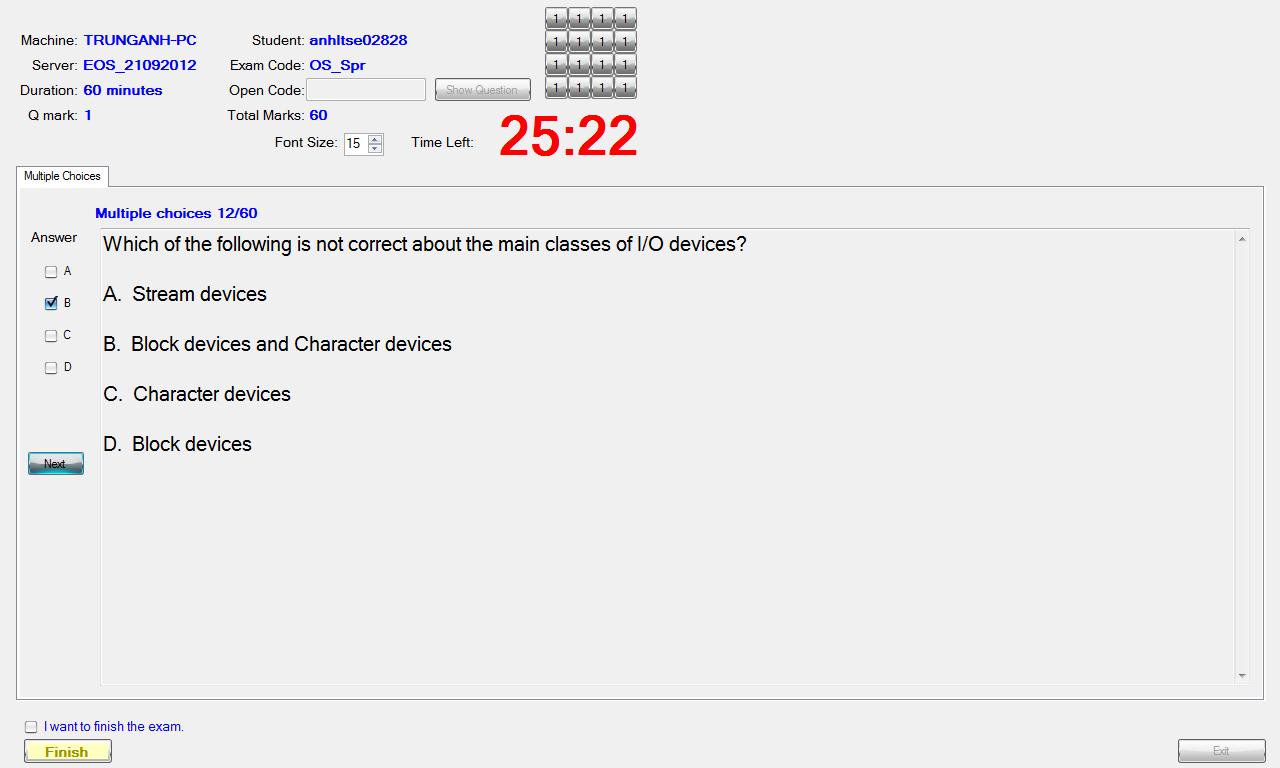 Machine: TRUNGANH-PC Student: anhltse02828
Server: EOS_21092012 Exam Code: OS_Spr
Duration: 60 minutes Open Code: Show Question
Q mark: 1 Total Marks: 60
Font Size: 15 Time Left: 25:22
1 1 1 1
1 1 1 1
1 1 1 1
1 1 1 1
Multiple Choices
Multiple choices 12/60
Answer
A
B
C
D
Next
Which of the following is not correct about the main classes of I/O devices?
A. Stream devices
B. Block devices and Character devices
C. Character devices
D. Block devices
I want to finish the exam.
Finish
Exit